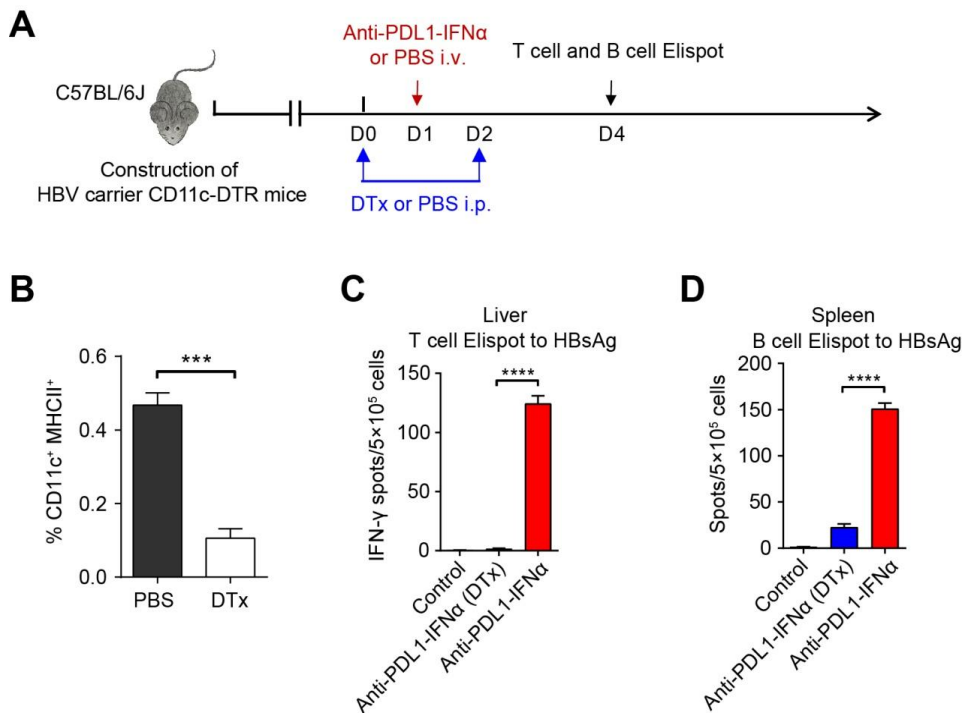 A
Anti-PDL1-IFNα
or PBS i.v.
T cell and B cell Elispot
C57BL/6J
D0
D1
D2
D4
Construction of
HBV carrier CD11c-DTR mice
DTx or PBS i.p.
B
% CD11c⁺ MHCII⁺
0.6
0.4
0.2
0.0
***
PBS
DTx
C
Liver
T cell Elispot to HBsAg
IFN-γ spots/5×10⁵ cells
150
100
50
0
****
Control
Anti-PDL1-IFNα (DTx)
Anti-PDL1-IFNα
D
Spleen
B cell Elispot to HBsAg
Spots/5×10⁵ cells
200
150
100
50
0
****
Control
Anti-PDL1-IFNα (DTx)
Anti-PDL1-IFNα